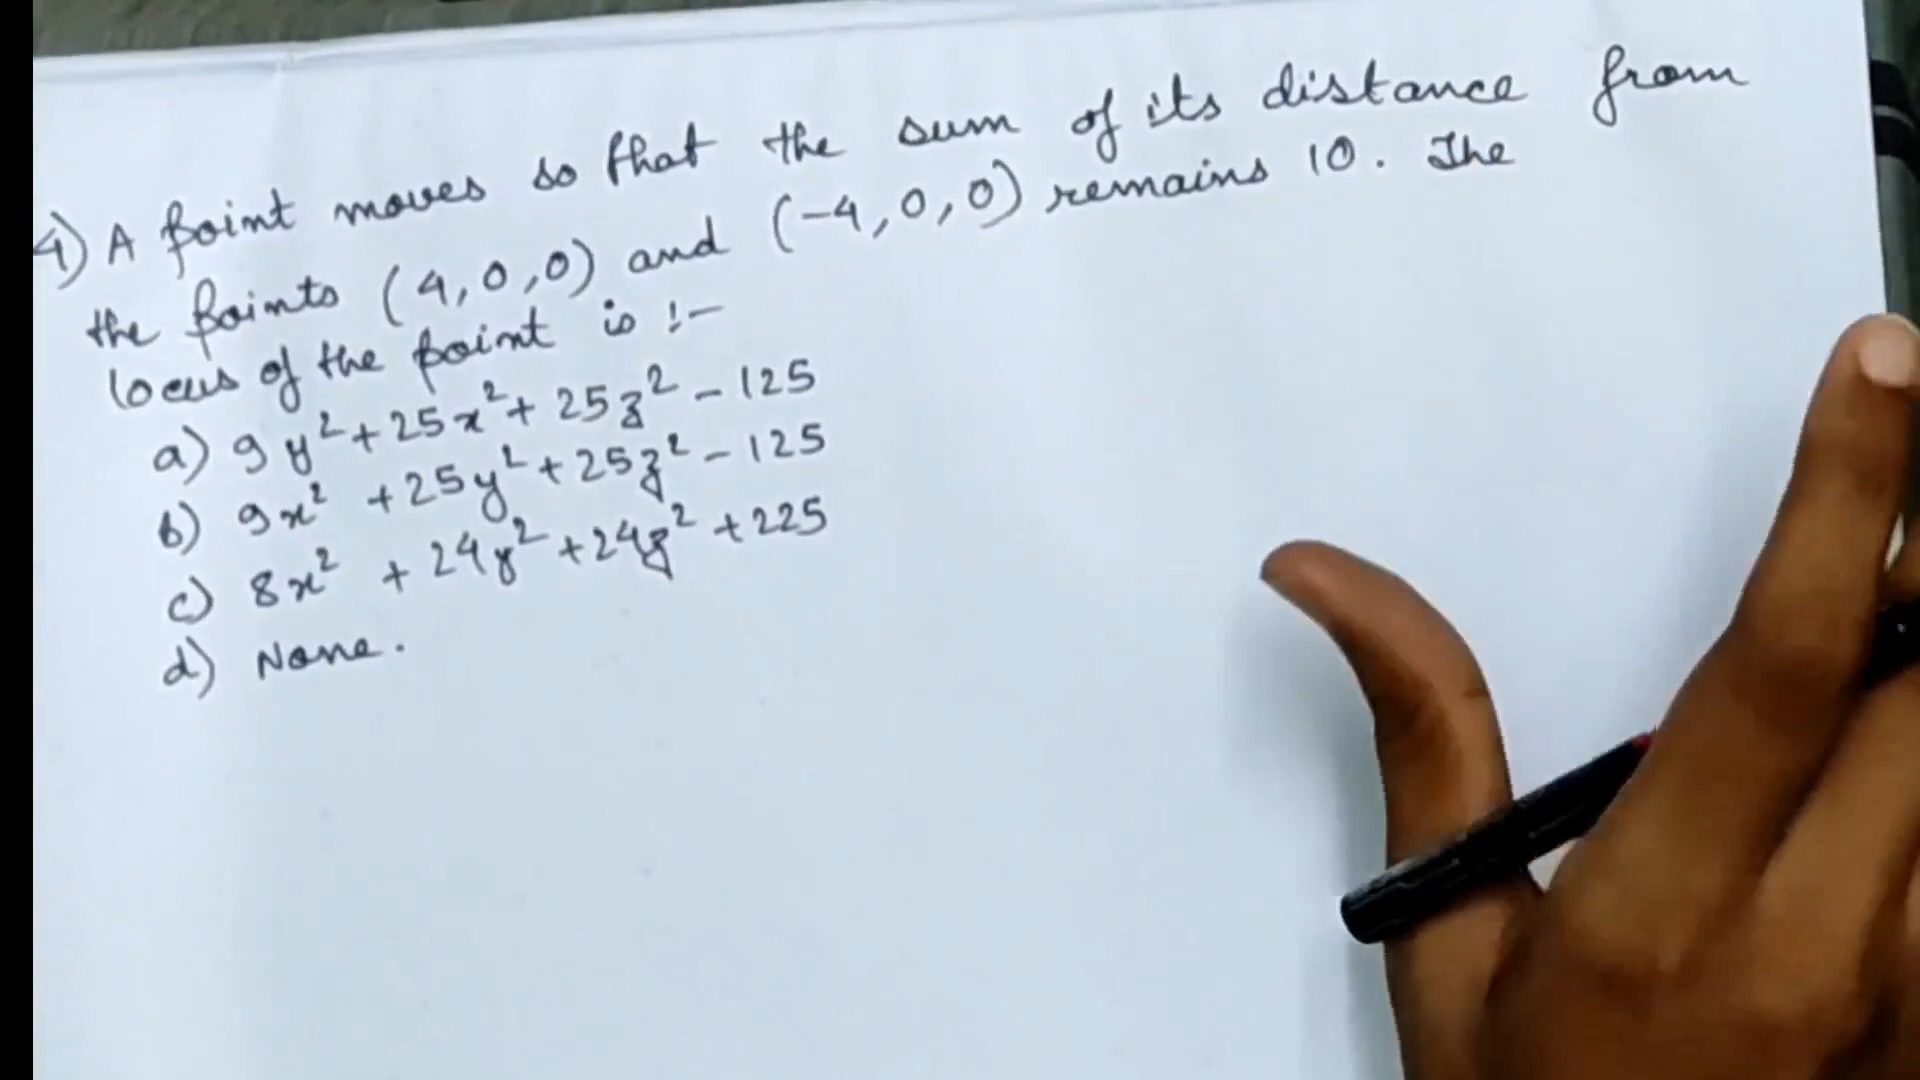 4) A point moves so that the sum of its distance from
the points (4,0,0) and (-4,0,0) remains 10. The
locus of the point is :-
a) 9y² + 25x² + 25z² - 125
b) 9x² + 25y² + 25z² - 125
c) 8x² + 24y² + 24z² + 225
d) None.